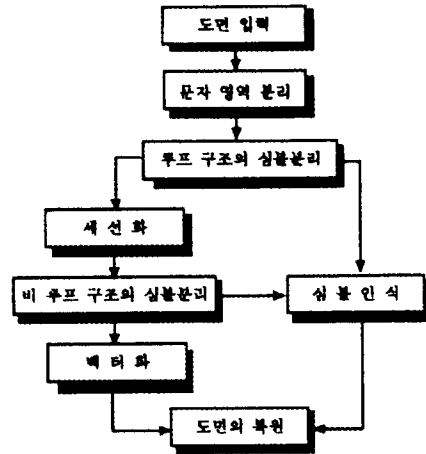 도면 입력
문자 영역 분리
루프 구조의 심볼분리
세 선 화
비 루프 구조의 심볼분리
심 볼 인 식
벡 터 화
도면의 복원